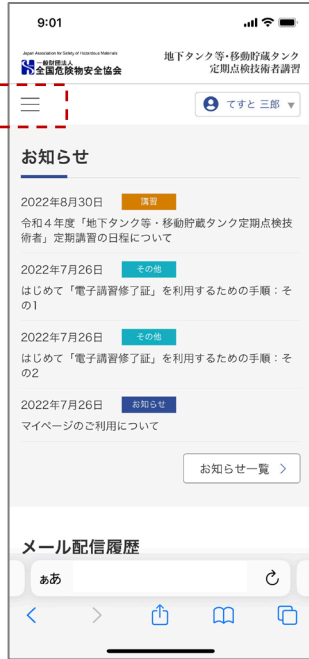 9:01
Japan Association for Safety of Hazardous Materials
一般財団法人
全国危険物安全協会
地下タンク等・移動貯蔵タンク
定期点検技術者講習
てすと 三郎 ▼
お知らせ
2022年8月30日 講習
令和４年度「地下タンク等・移動貯蔵タンク定期点検技
術者」定期講習の日程について
2022年7月26日 その他
はじめて「電子講習修了証」を利用するための手順：そ
の1
2022年7月26日 その他
はじめて「電子講習修了証」を利用するための手順：そ
の2
2022年7月26日 お知らせ
マイページのご利用について
お知らせ一覧
メール配信履歴
ぁあ